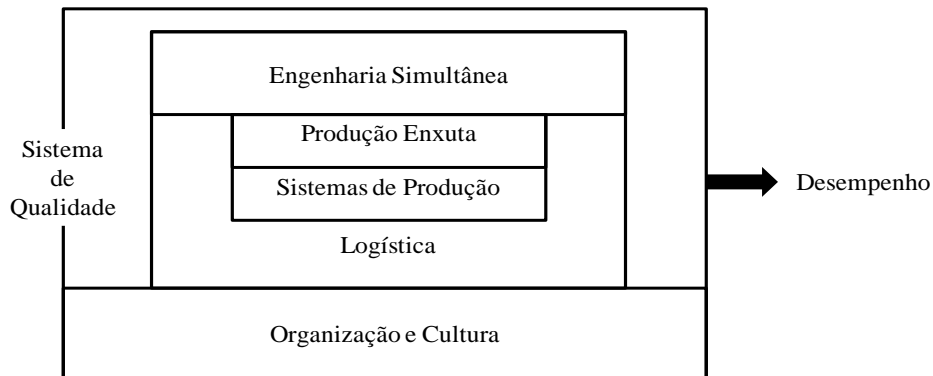 Engenharia Simultânea
Produção Enxuta
Sistemas de Produção
Logística
Sistema
de
Qualidade
Desempenho
Organização e Cultura